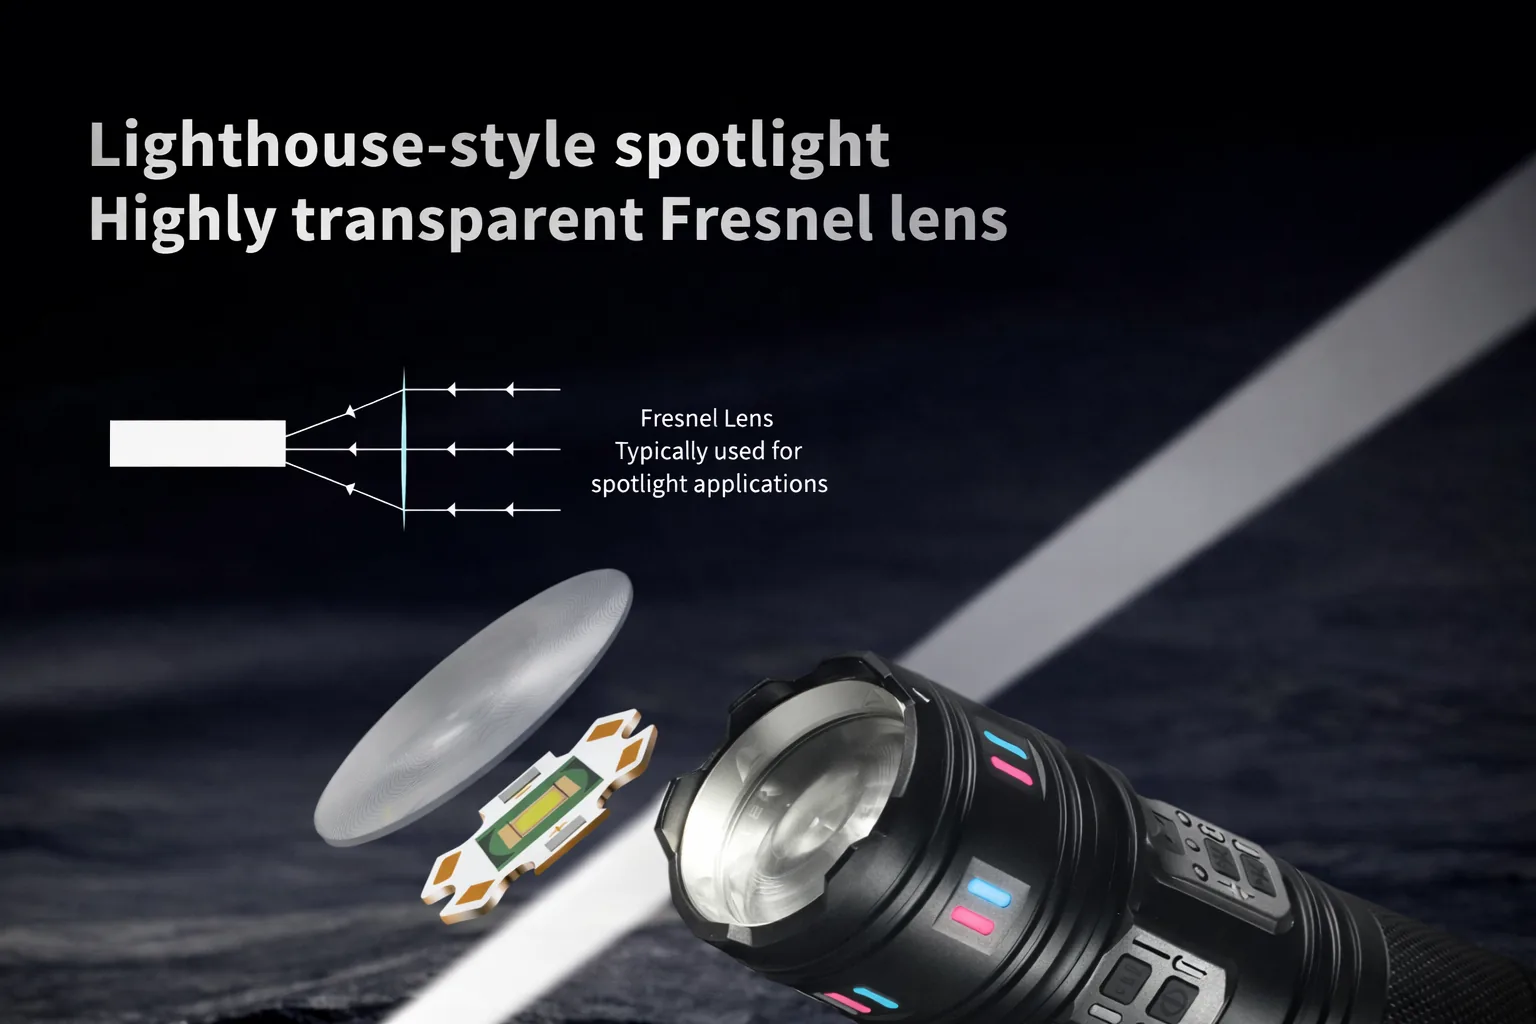 Lighthouse-style spotlight
Highly transparent Fresnel lens
Fresnel Lens
Typically used for
spotlight applications